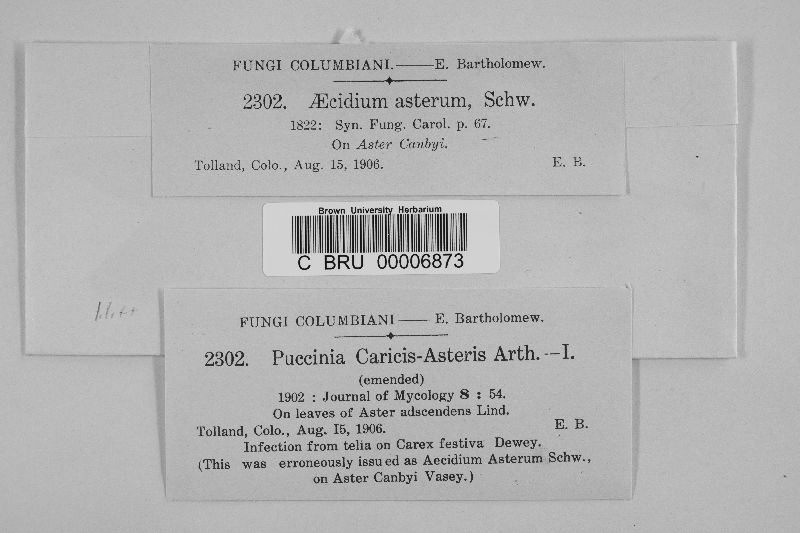 FUNGI COLUMBIANI.——E. Bartholomew.
2302. Æcidium asterum, Schw.
1822: Syn. Fung. Carol. p. 67.
On Aster Canbyi.
Tolland, Colo., Aug. 15, 1906. E. B.
Brown University Herbarium
C BRU 00006873
FUNGI COLUMBIANI—— E. Bartholomew.
2302. Puccinia Caricis-Asteris Arth. —I.
(emended)
1902 : Journal of Mycology 8 : 54.
On leaves of Aster adscendens Lind.
Tolland, Colo., Aug. I5, 1906. E. B.
Infection from telia on Carex festiva Dewey.
(This was erroneously issued as Aecidium Asterum Schw.,
on Aster Canbyi Vasey.)